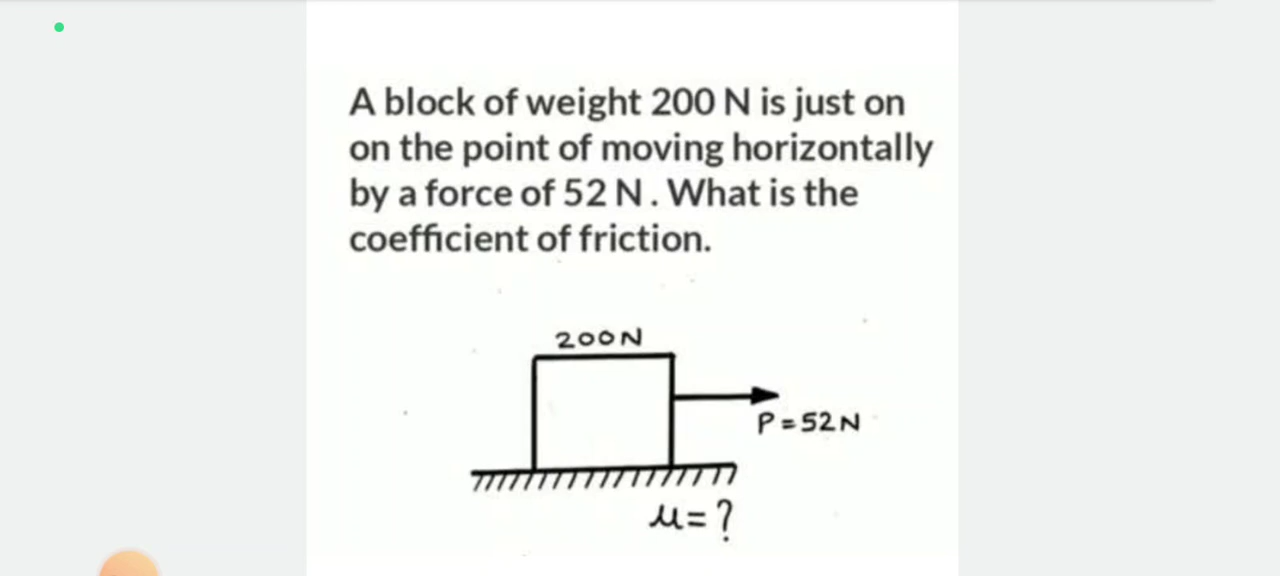 A block of weight 200 N is just on
on the point of moving horizontally
by a force of 52 N. What is the
coefficient of friction.
200N
P=52N
μ=?